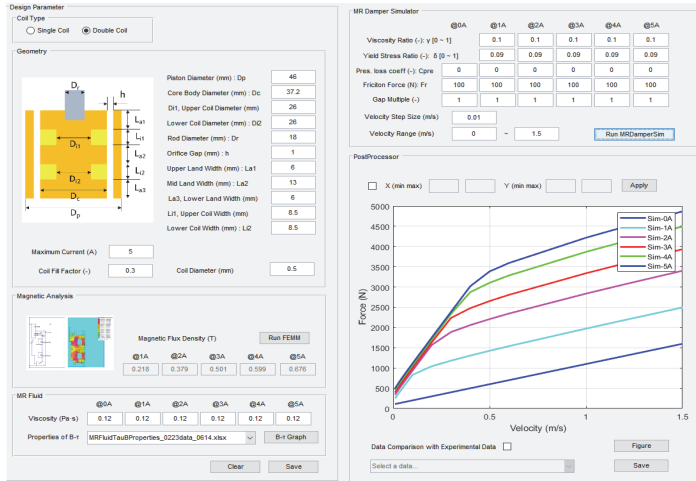 Design Parameter
Coil Type
Single Coil Double Coil
Geometry
Dr
h
La1
Li1
Di1
La2
Di2
Li2
La3
Dc
Dp
Piston Diameter (mm) : Dp 46
Core Body Diameter (mm) : Dc 37.2
Di1, Upper Coil Diameter (mm) 26
Lower Coil Diameter (mm) : Di2 26
Rod Diameter (mm) : Dr 18
Orifice Gap (mm) : h 1
Upper Land Width (mm) : La1 6
Mid Land Width (mm) : La2 13
La3, Lower Land Width (mm) 6
Li1, Upper Coil Width (mm) 8.5
Lower Coil Width (mm) : Li2 8.5
Maximum Current (A) 5
Coil Fill Factor (-) 0.3 Coil Diameter (mm) 0.5
Magnetic Analysis
Magnetic Flux Density (T) Run FEMM
@1A @2A @3A @4A @5A
0.218 0.379 0.501 0.599 0.676
MR Fluid
@0A @1A @2A @3A @4A @5A
Viscosity (Pa·s) 0.12 0.12 0.12 0.12 0.12 0.12
Properties of B-τ MRFluidTauBProperties_0223data_0614.xlsx B-τ Graph
Clear Save
MR Damper Simulator
@0A @1A @2A @3A @4A @5A
Viscosity Ratio (-): γ [0 ~ 1] 0.1 0.1 0.1 0.1 0.1
Yield Stress Ratio (-): δ [0 ~ 1] 0.09 0.09 0.09 0.09 0.09
Pres. loss coeff (-): Cpre 0 0 0 0 0 0
Friciton Force (N): Fr 100 100 100 100 100 100
Gap Multiple (-) 1 1 1 1 1 1
Velocity Step Size (m/s) 0.01
Velocity Range (m/s) 0 ~ 1.5 Run MRDamperSim
PostProcessor
X (min max) Y (min max) Apply
5000
4500
4000
3500
3000
2500
2000
1500
1000
500
0
Force (N)
Sim-0A
Sim-1A
Sim-2A
Sim-3A
Sim-4A
Sim-5A
0 0.5 1 1.5
Velocity (m/s)
Data Comparison with Experimental Data Figure
Select a data... Save